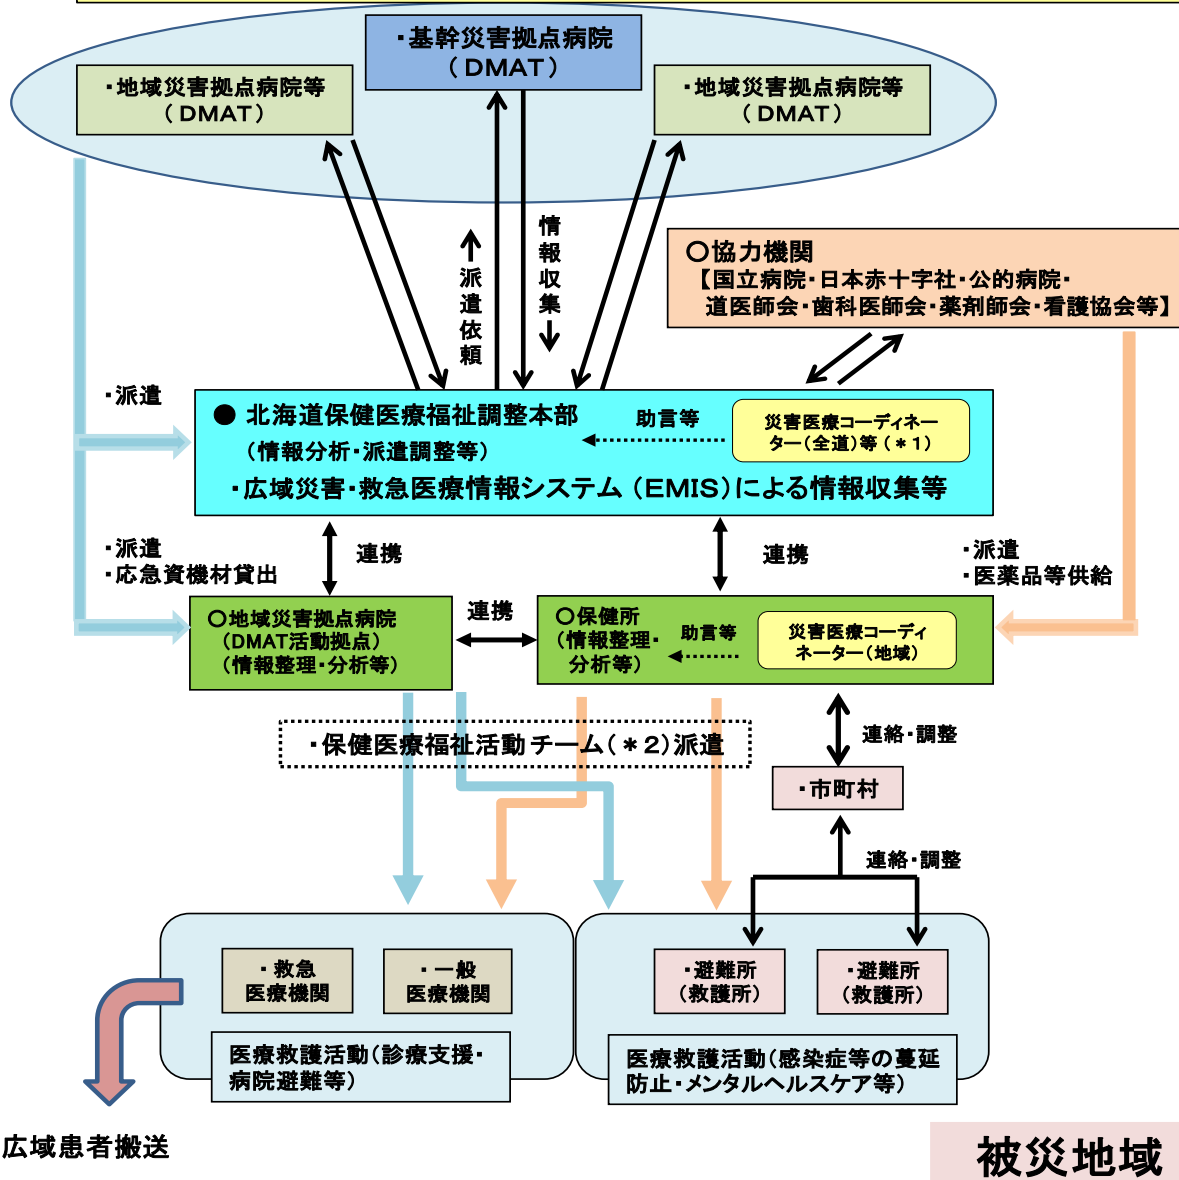 ・基幹災害拠点病院
（DMAT）
・地域災害拠点病院等
（DMAT）
・地域災害拠点病院等
（DMAT）
↑派遣依頼
情報収集↓
○協力機関
【国立病院・日本赤十字社・公的病院・
道医師会・歯科医師会・薬剤師会・看護協会等】
・派遣
● 北海道保健医療福祉調整本部
（情報分析・派遣調整等）
助言等
災害医療コーディネー
ター（全道）等（＊1）
・広域災害・救急医療情報システム（EMIS）による情報収集等
・派遣
・応急資機材貸出
連携
連携
・派遣
・医薬品等供給
○地域災害拠点病院
（DMAT活動拠点）
（情報整理・分析等）
連携
○保健所
（情報整理・
分析等）
助言等
災害医療コーディ
ネーター（地域）
・保健医療福祉活動チーム（＊2）派遣
連絡・調整
・市町村
連絡・調整
・救急
医療機関
・一般
医療機関
・避難所
（救護所）
・避難所
（救護所）
医療救護活動（診療支援・
病院避難等）
医療救護活動（感染症等の蔓延
防止・メンタルヘルスケア等）
広域患者搬送
被災地域